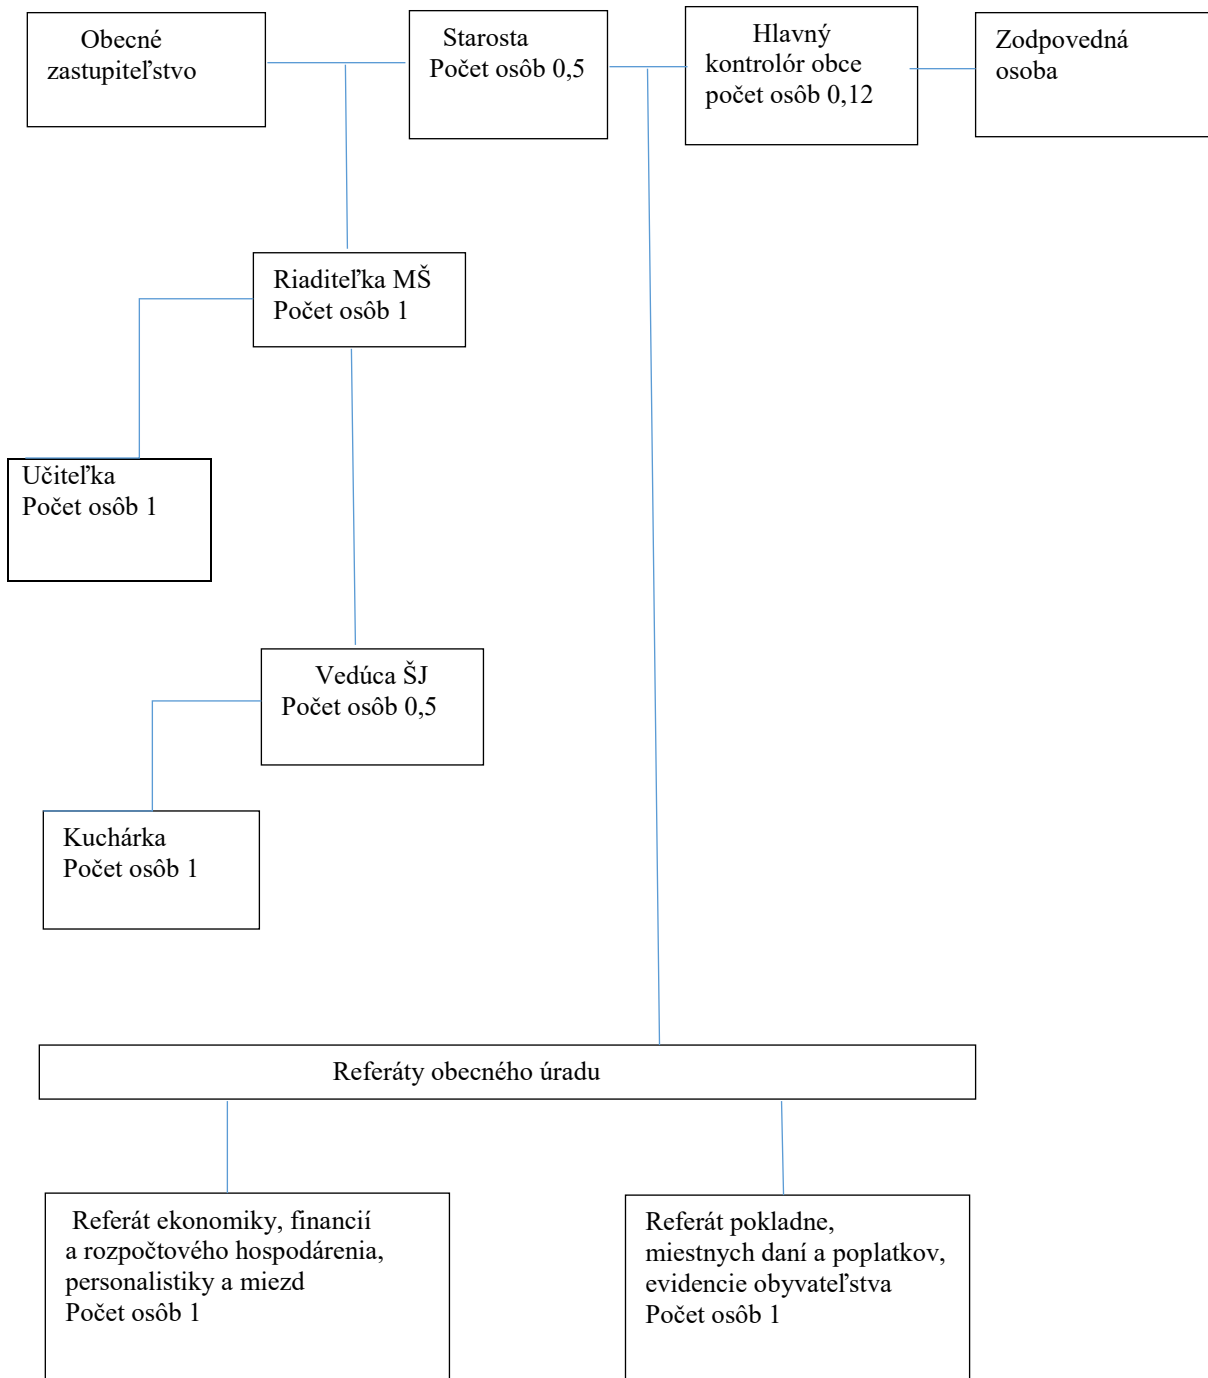 Obecné
zastupiteľstvo
Starosta
Počet osôb 0,5
Hlavný
kontrolór obce
počet osôb 0,12
Zodpovedná
osoba
Riaditeľka MŠ
Počet osôb 1
Učiteľka
Počet osôb 1
Vedúca ŠJ
Počet osôb 0,5
Kuchárka
Počet osôb 1
Referáty obecného úradu
Referát ekonomiky, financií
a rozpočtového hospodárenia,
personalistiky a miezd
Počet osôb 1
Referát pokladne,
miestnych daní a poplatkov,
evidencie obyvateľstva
Počet osôb 1